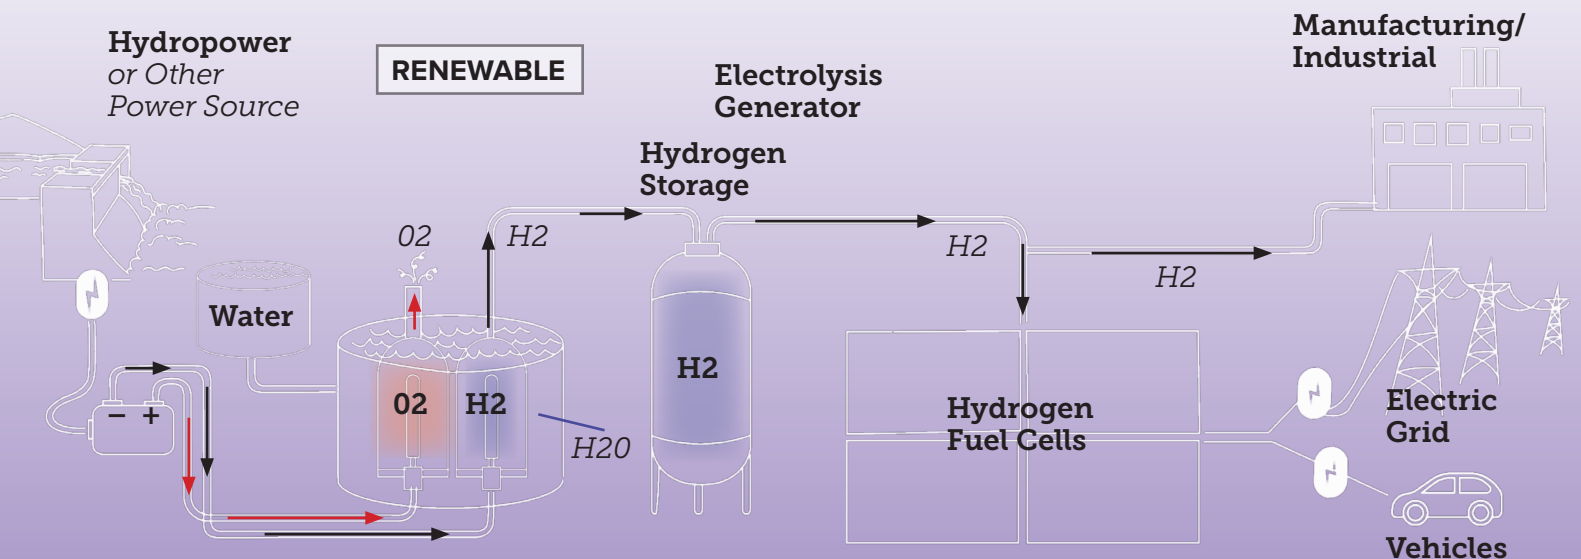 Hydropower
or Other
Power Source
RENEWABLE
Electrolysis
Generator
Hydrogen
Storage
Manufacturing/
Industrial
02
H2
H2
H2
Water
H2
02
H2
– +
H20
Hydrogen
Fuel Cells
Electric
Grid
Vehicles